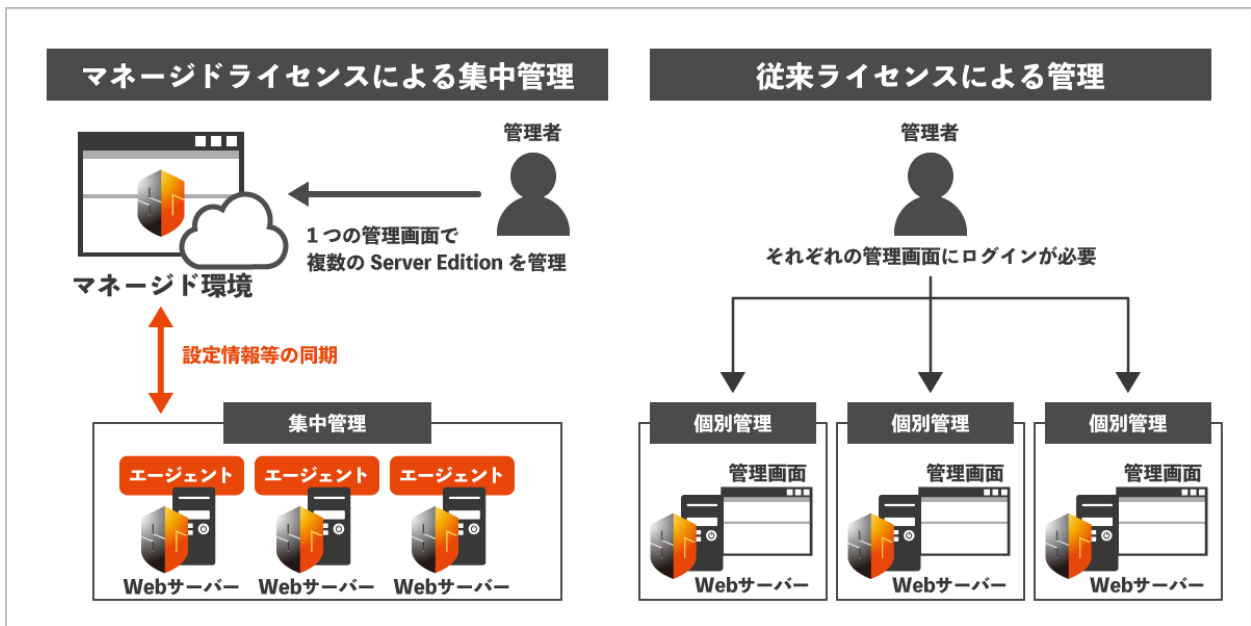 マネージドライセンスによる集中管理
管理者
1つの管理画面で
複数の Server Edition を管理
マネージド環境
設定情報等の同期
集中管理
エージェント
エージェント
エージェント
Webサーバー
Webサーバー
Webサーバー
従来ライセンスによる管理
管理者
それぞれの管理画面にログインが必要
個別管理
管理画面
Webサーバー
個別管理
管理画面
Webサーバー
個別管理
管理画面
Webサーバー